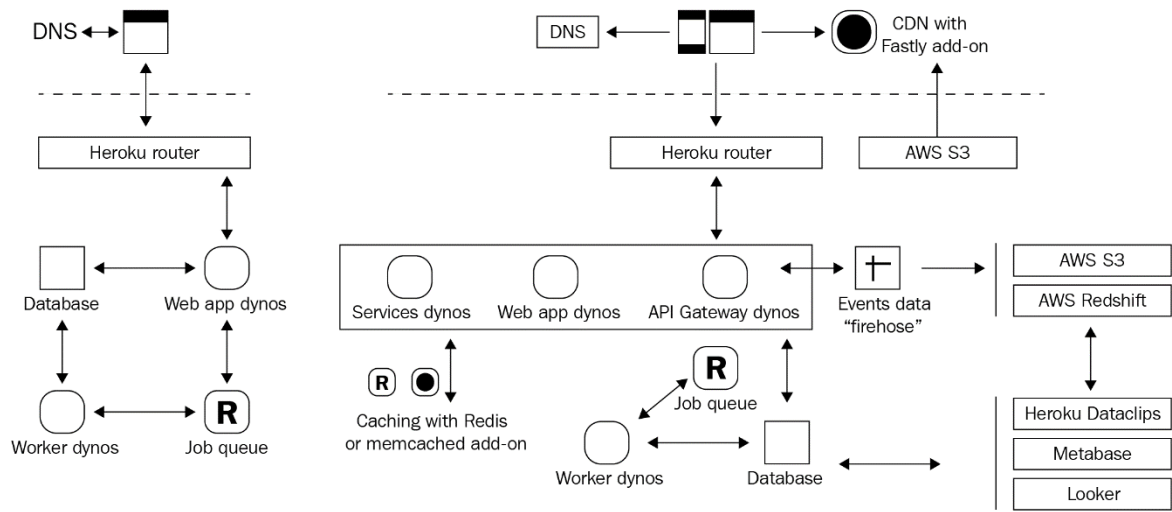 DNS
Heroku router
Database
Web app dynos
Worker dynos
R
Job queue
DNS
CDN with
Fastly add-on
Heroku router
AWS S3
Services dynos
Web app dynos
API Gateway dynos
Events data
“firehose”
AWS S3
AWS Redshift
R
Caching with Redis
or memcached add-on
R
Job queue
Worker dynos
Database
Heroku Dataclips
Metabase
Looker